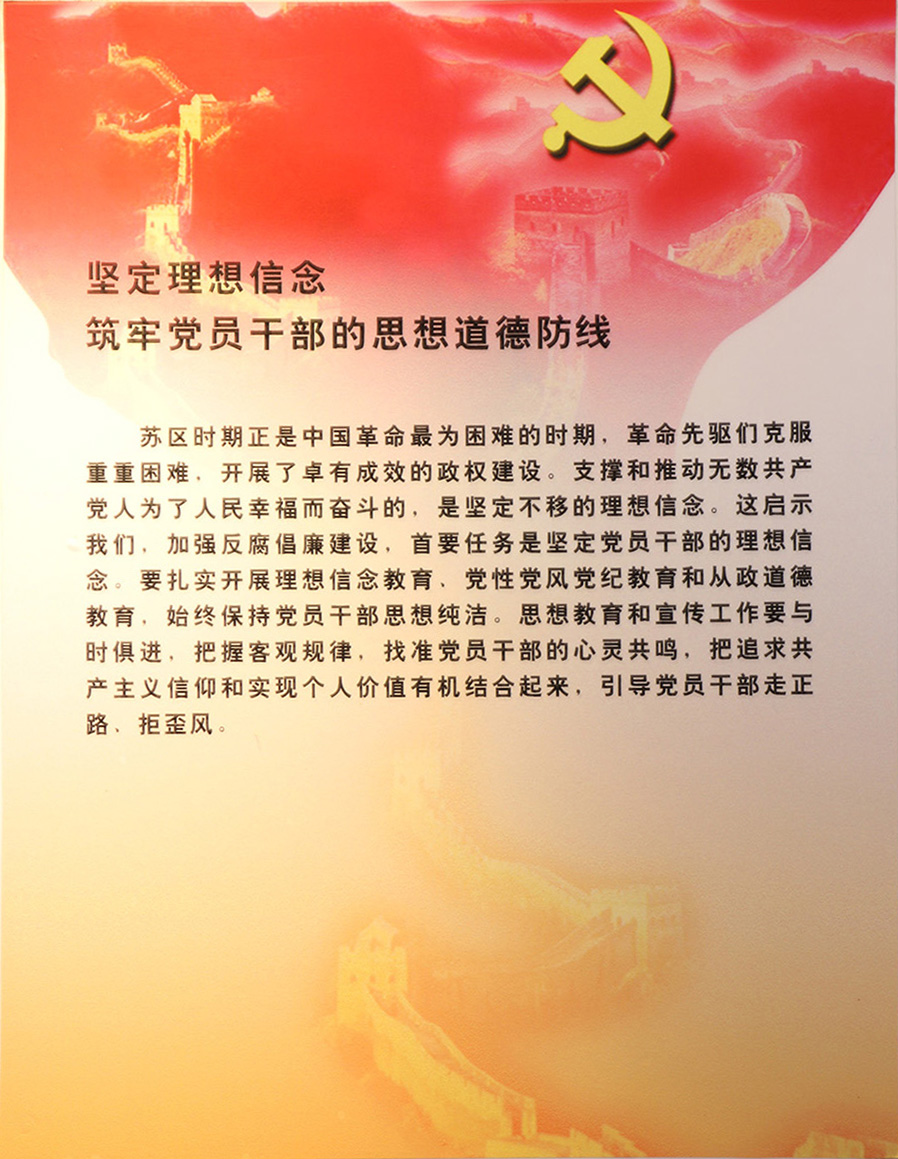 坚定理想信念
筑牢党员干部的思想道德防线
苏区时期正是中国革命最为困难的时期，革命先驱们克服
重重困难，开展了卓有成效的政权建设。支撑和推动无数共产
党人为了人民幸福而奋斗的，是坚定不移的理想信念。这启示
我们，加强反腐倡廉建设，首要任务是坚定党员干部的理想信
念。要扎实开展理想信念教育、党性党风党纪教育和从政道德
教育，始终保持党员干部思想纯洁。思想教育和宣传工作要与
时俱进，把握客观规律，找准党员干部的心灵共鸣，把追求共
产主义信仰和实现个人价值有机结合起来，引导党员干部走正
路、拒歪风。